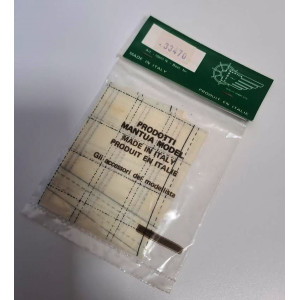 33476
MADE IN ITALY
PRODUIT EN ITALIE
PRODOTTI
MANTUA MODEL
MADE IN ITALY
PRODUIT EN ITALIE
Gli accessori del modellista